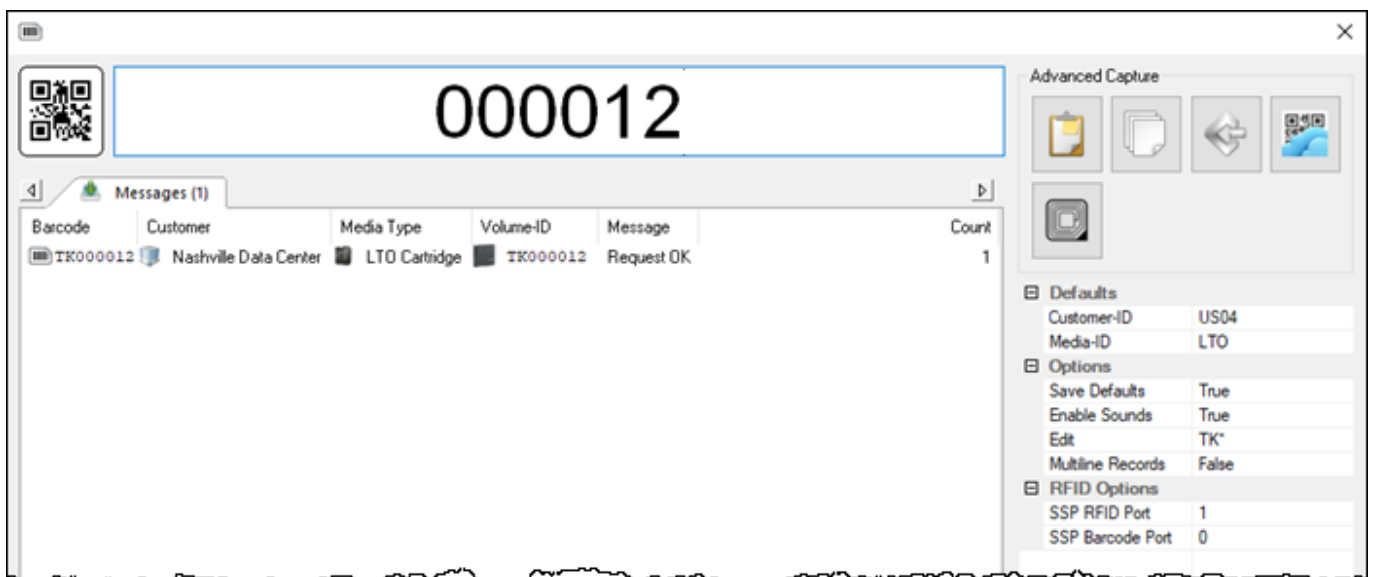 000012
Messages (1)
Barcode Customer Media Type Volume-ID Message Count
TK000012 Nashville Data Center LTO Cartridge TK000012 Request OK 1
Advanced Capture
Defaults
Customer-ID US04
Media-ID LTO
Options
Save Defaults True
Enable Sounds True
Edit TK*
Multiline Records False
RFID Options
SSP RFID Port 1
SSP Barcode Port 0